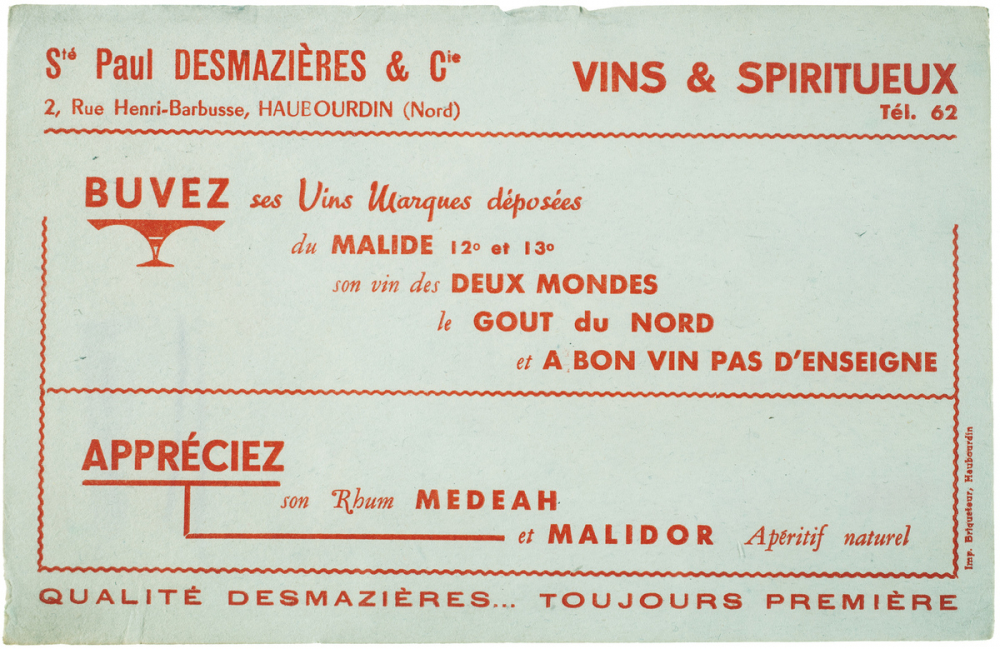 Sté Paul DESMAZIÈRES & Cie
2, Rue Henri-Barbusse, HAUBOURDIN (Nord)
VINS & SPIRITUEUX
Tél. 62
BUVEZ ses Vins Marques déposées
du MALIDE 12º et 13º
son vin des DEUX MONDES
le GOUT du NORD
et A BON VIN PAS D'ENSEIGNE
APPRÉCIEZ
son Rhum MEDEAH
et MALIDOR Apéritif naturel
Imp. Briqueteur, Haubourdin
QUALITÉ DESMAZIÈRES... TOUJOURS PREMIÈRE